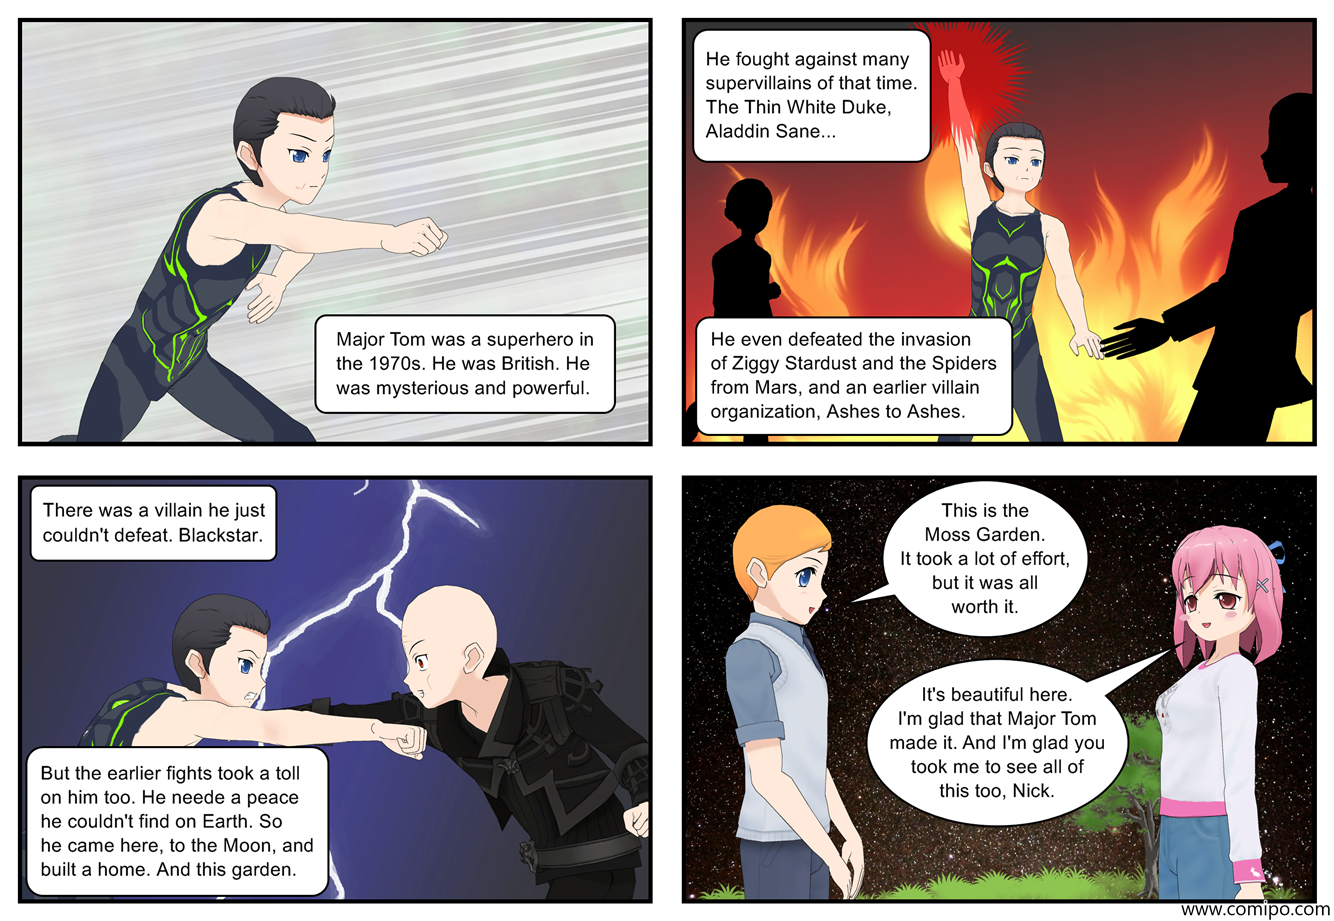 Major Tom was a superhero in
the 1970s. He was British. He
was mysterious and powerful.
He fought against many
supervillains of that time.
The Thin White Duke,
Aladdin Sane...
He even defeated the invasion
of Ziggy Stardust and the Spiders
from Mars, and an earlier villain
organization, Ashes to Ashes.
There was a villain he just
couldn't defeat. Blackstar.
But the earlier fights took a toll
on him too. He neede a peace
he couldn't find on Earth. So
he came here, to the Moon, and
built a home. And this garden.
This is the
Moss Garden.
It took a lot of effort,
but it was all
worth it.
It's beautiful here.
I'm glad that Major Tom
made it. And I'm glad you
took me to see all of
this too, Nick.
www.comipo.com